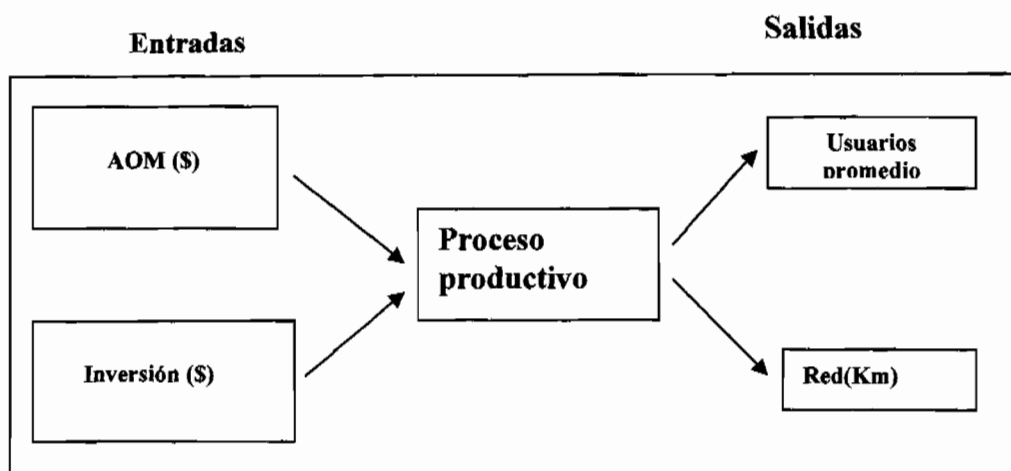 Entradas
Salidas
AOM ($)
Inversión ($)
Proceso
productivo
Usuarios
promedio
Red(Km)